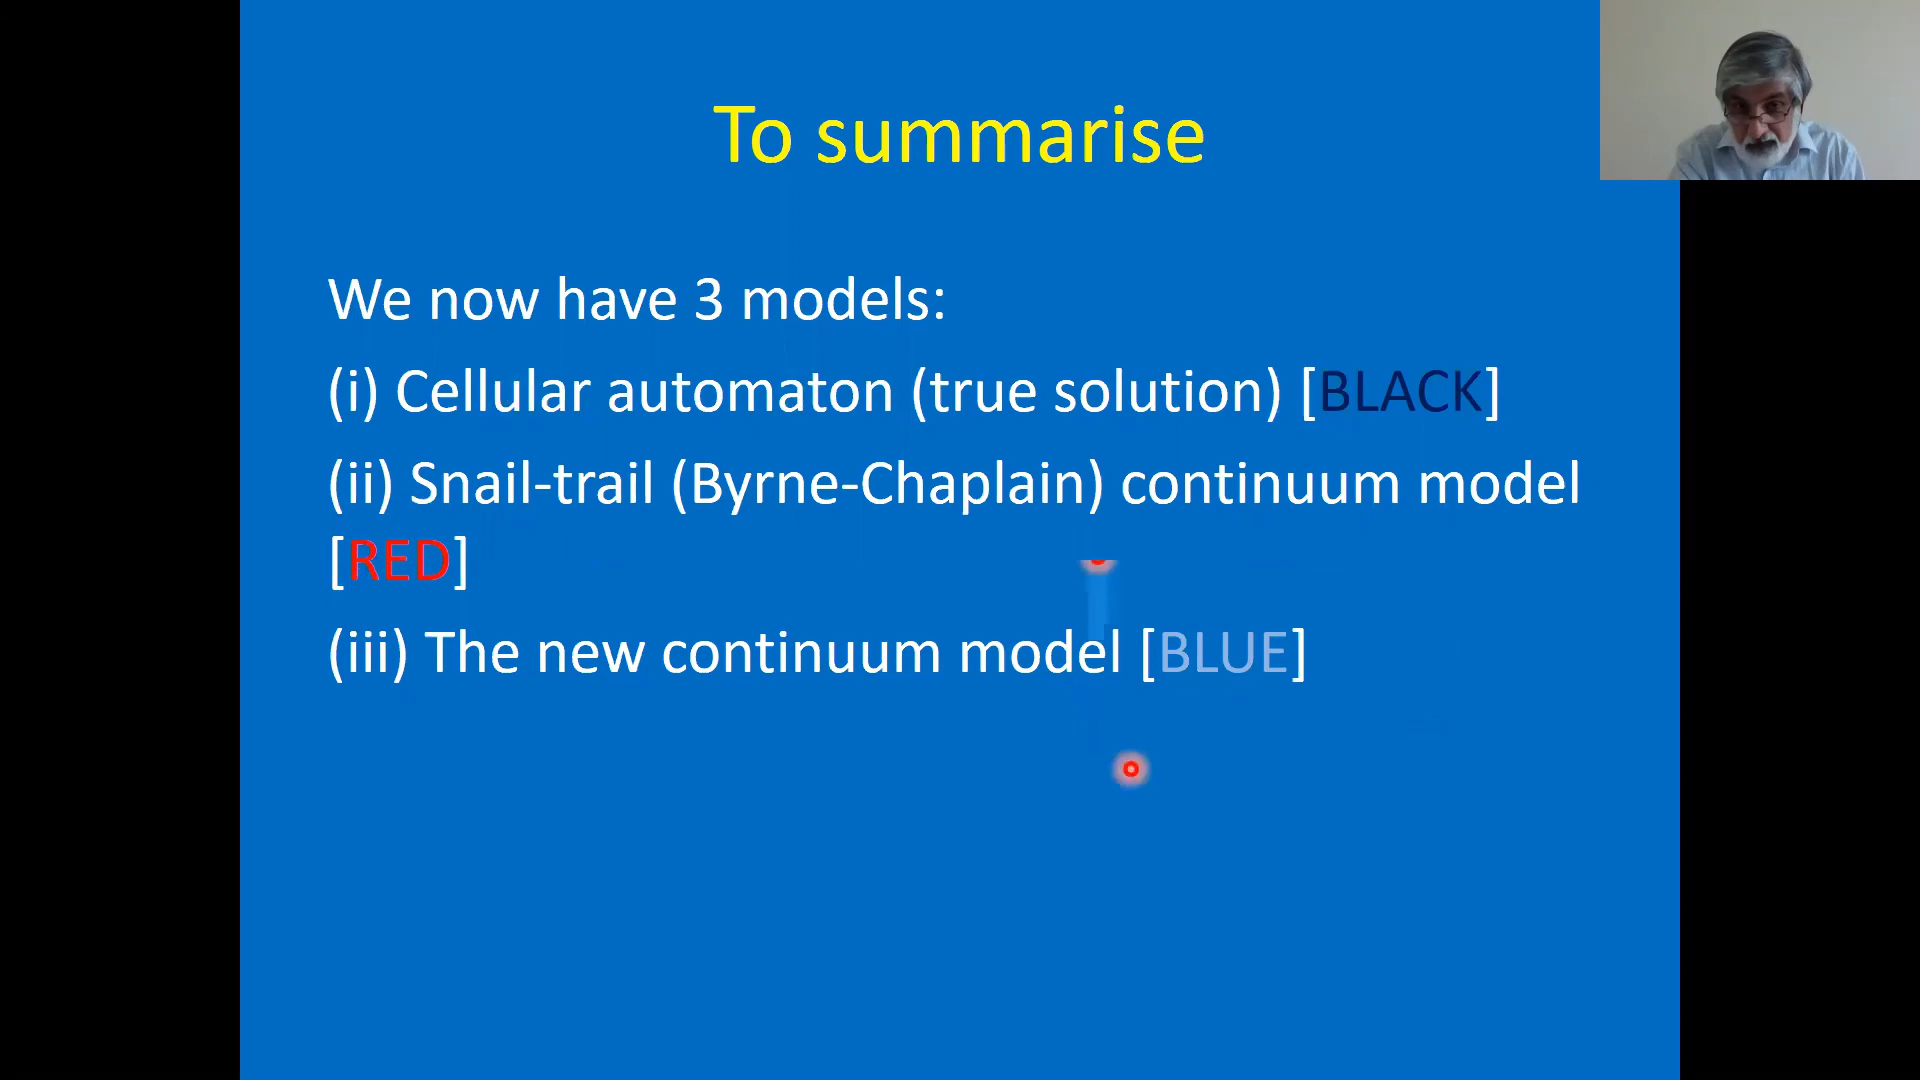 To summarise
We now have 3 models:
(i) Cellular automaton (true solution) [BLACK]
(ii) Snail-trail (Byrne-Chaplain) continuum model
[RED]
(iii) The new continuum model [BLUE]